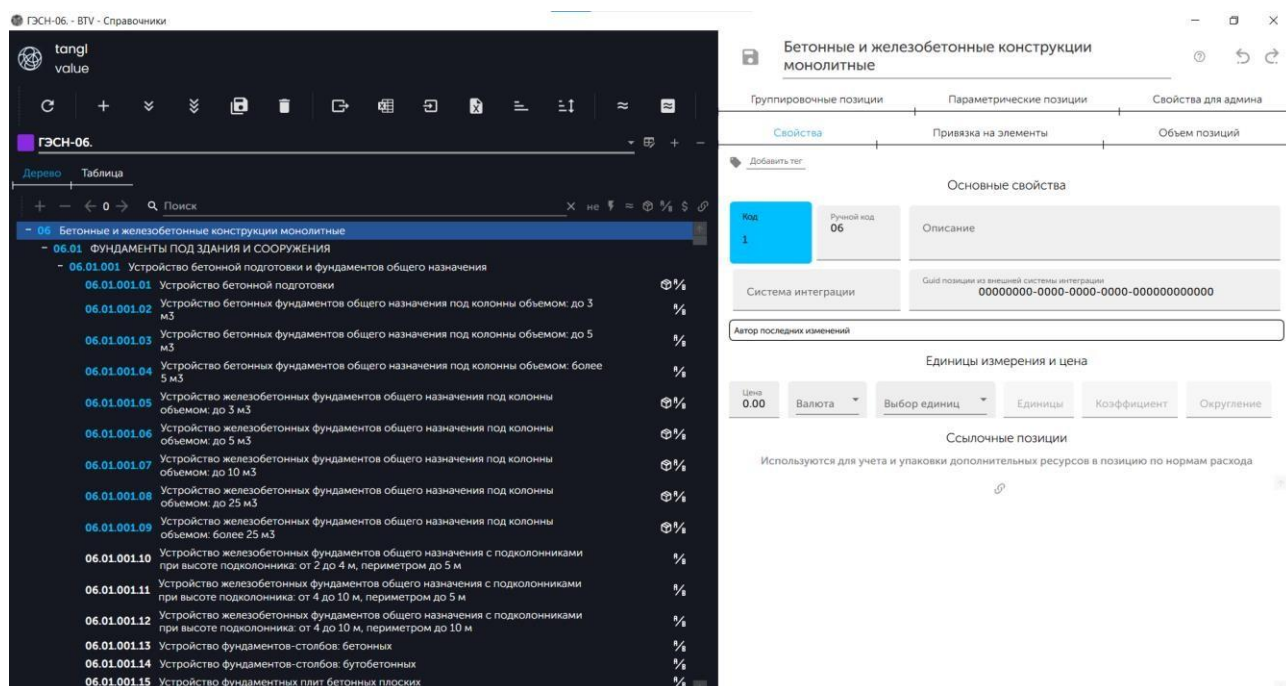 ГЭСН-06. - BTV - Справочники
tangl
value
ГЭСН-06.
Дерево Таблица
0 Поиск не $
06 Бетонные и железобетонные конструкции монолитные
06.01 ФУНДАМЕНТЫ ПОД ЗДАНИЯ И СООРУЖЕНИЯ
06.01.001 Устройство бетонной подготовки и фундаментов общего назначения
06.01.001.01 Устройство бетонной подготовки
06.01.001.02 Устройство бетонных фундаментов общего назначения под колонны объемом: до 3
м3
06.01.001.03 Устройство бетонных фундаментов общего назначения под колонны объемом: до 5
м3
06.01.001.04 Устройство бетонных фундаментов общего назначения под колонны объемом: более
5 м3
06.01.001.05 Устройство железобетонных фундаментов общего назначения под колонны
объемом: до 3 м3
06.01.001.06 Устройство железобетонных фундаментов общего назначения под колонны
объемом: до 5 м3
06.01.001.07 Устройство железобетонных фундаментов общего назначения под колонны
объемом: до 10 м3
06.01.001.08 Устройство железобетонных фундаментов общего назначения под колонны
объемом: до 25 м3
06.01.001.09 Устройство железобетонных фундаментов общего назначения под колонны
объемом: более 25 м3
06.01.001.10 Устройство железобетонных фундаментов общего назначения с подколонниками
при высоте подколонника: от 2 до 4 м, периметром до 5 м
06.01.001.11 Устройство железобетонных фундаментов общего назначения с подколонниками
при высоте подколонника: от 4 до 10 м, периметром до 5 м
06.01.001.12 Устройство железобетонных фундаментов общего назначения с подколонниками
при высоте подколонника: от 4 до 10 м, периметром до 10 м
06.01.001.13 Устройство фундаментов-столбов: бетонных
06.01.001.14 Устройство фундаментов-столбов: бутобетонных
06.01.001.15 Устройство фундаментных плит бетонных плоских
Бетонные и железобетонные конструкции
монолитные
Группировочные позиции Параметрические позиции Свойства для админа
Свойства Привязка на элементы Объем позиций
Добавить тег
Основные свойства
Код
1
Ручной код
06
Описание
Система интеграции
Guid позиции из внешней системы интеграции
00000000-0000-0000-0000-000000000000
Автор последних изменений
Единицы измерения и цена
Цена
0.00 Валюта Выбор единиц Единицы Коэффициент Округление
Ссылочные позиции
Используются для учета и упаковки дополнительных ресурсов в позицию по нормам расхода